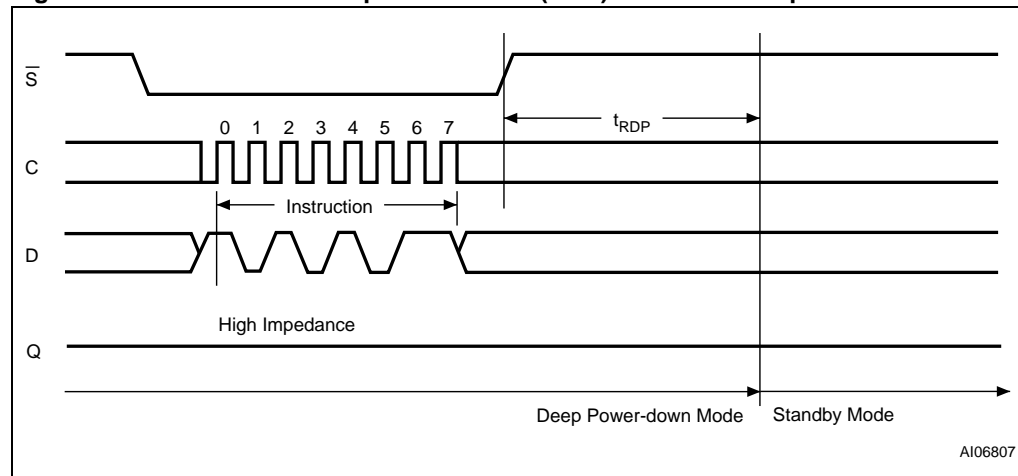 S
0 1 2 3 4 5 6 7
tRDP
C
Instruction
D
High Impedance
Q
Deep Power-down Mode Standby Mode
AI06807